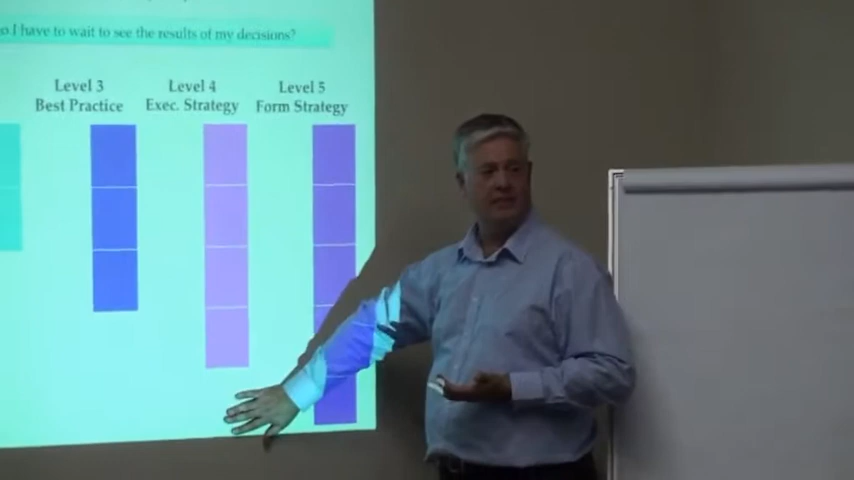 o I have to wait to see the results of my decisions?
Level 3 Level 4 Level 5
Best Practice Exec. Strategy Form Strategy